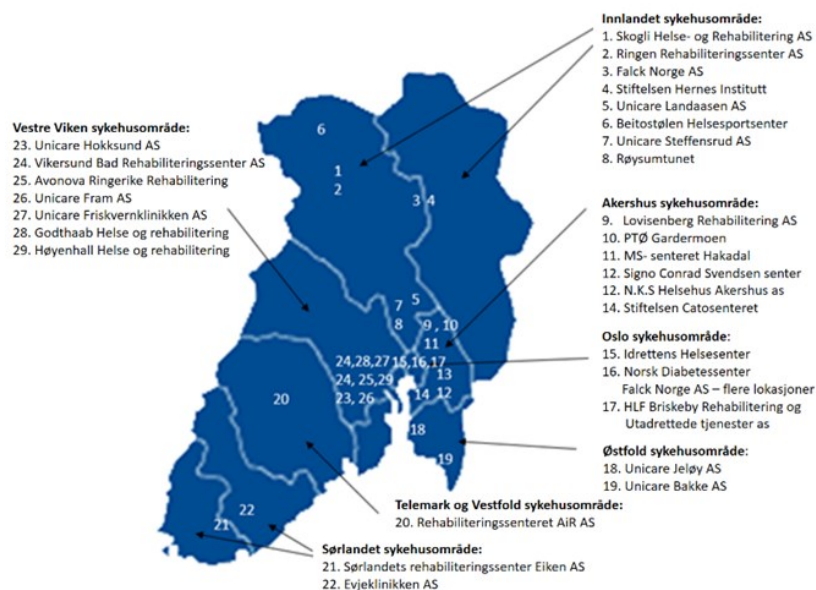 Innlandet sykehusområde:
1. Skogli Helse- og Rehabilitering AS
2. Ringen Rehabiliteringssenter AS
3. Falck Norge AS
4. Stiftelsen Hernes Institutt
5. Unicare Landaasen AS
6. Beitostølen Helsesportsenter
7. Unicare Steffensrud AS
8. Røysumtunet
Vestre Viken sykehusområde:
23. Unicare Hokksund AS
24. Vikersund Bad Rehabiliteringssenter AS
25. Avonova Ringerike Rehabilitering
26. Unicare Fram AS
27. Unicare Friskvernklinikken AS
28. Godthaab Helse og rehabilitering
29. Høyenhall Helse og rehabilitering
Akershus sykehusområde:
9. Lovisenberg Rehabilitering AS
10. PTØ Gardermoen
11. MS- senteret Hakadal
12. Signo Conrad Svendsen senter
12. N.K.S Helsehus Akershus as
14. Stiftelsen Catosenteret
Oslo sykehusområde:
15. Idrettens Helsesenter
16. Norsk Diabetessenter
Falck Norge AS – flere lokasjoner
17. HLF Briskeby Rehabilitering og
Utadrettede tjenester as
Østfold sykehusområde:
18. Unicare Jeløy AS
19. Unicare Bakke AS
Telemark og Vestfold sykehusområde:
20. Rehabiliteringssenteret AiR AS
Sørlandet sykehusområde:
21. Sørlandets rehabiliteringssenter Eiken AS
22. Evjeklinikken AS
6
1
2
3 4
5
7
8
9 , 10
11
24,28,27 15,16,17
24, 25,29
13
23, 26
14 12
20
18
19
22
21